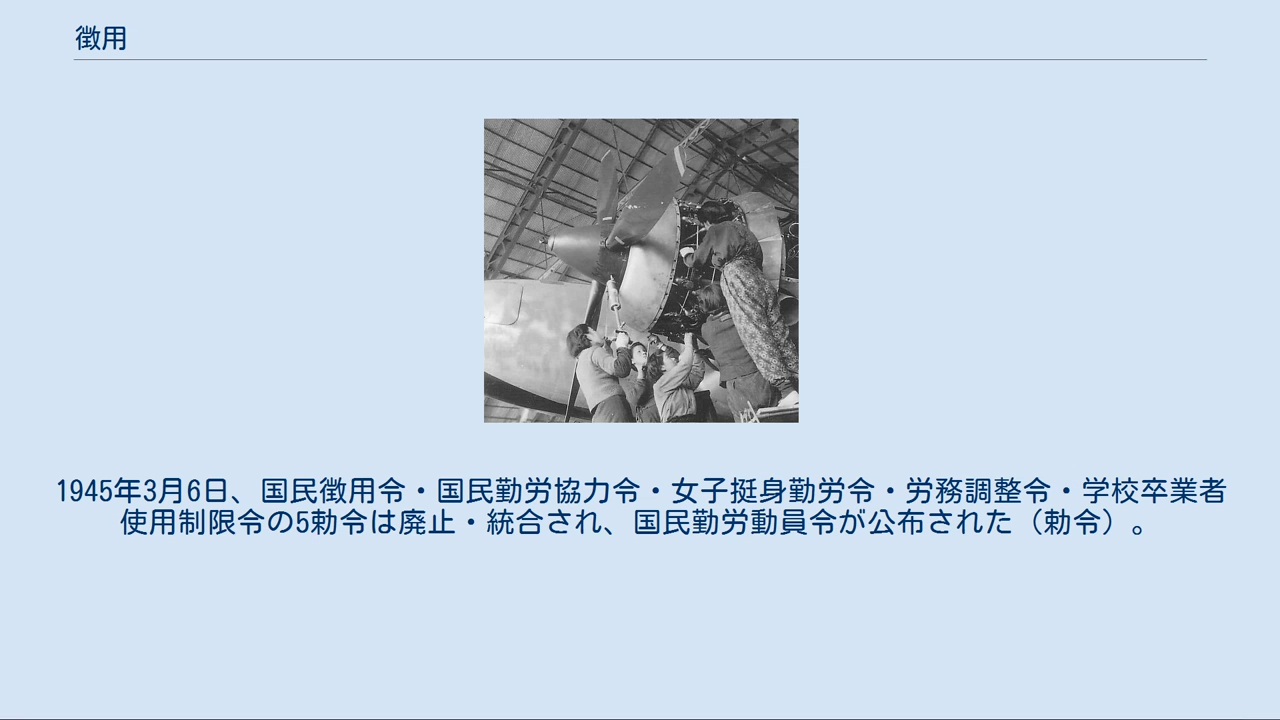 徴用
1945年3月6日、国民徴用令・国民勤労協力令・女子挺身勤労令・労務調整令・学校卒業者
使用制限令の5勅令は廃止・統合され、国民勤労動員令が公布された（勅令）。